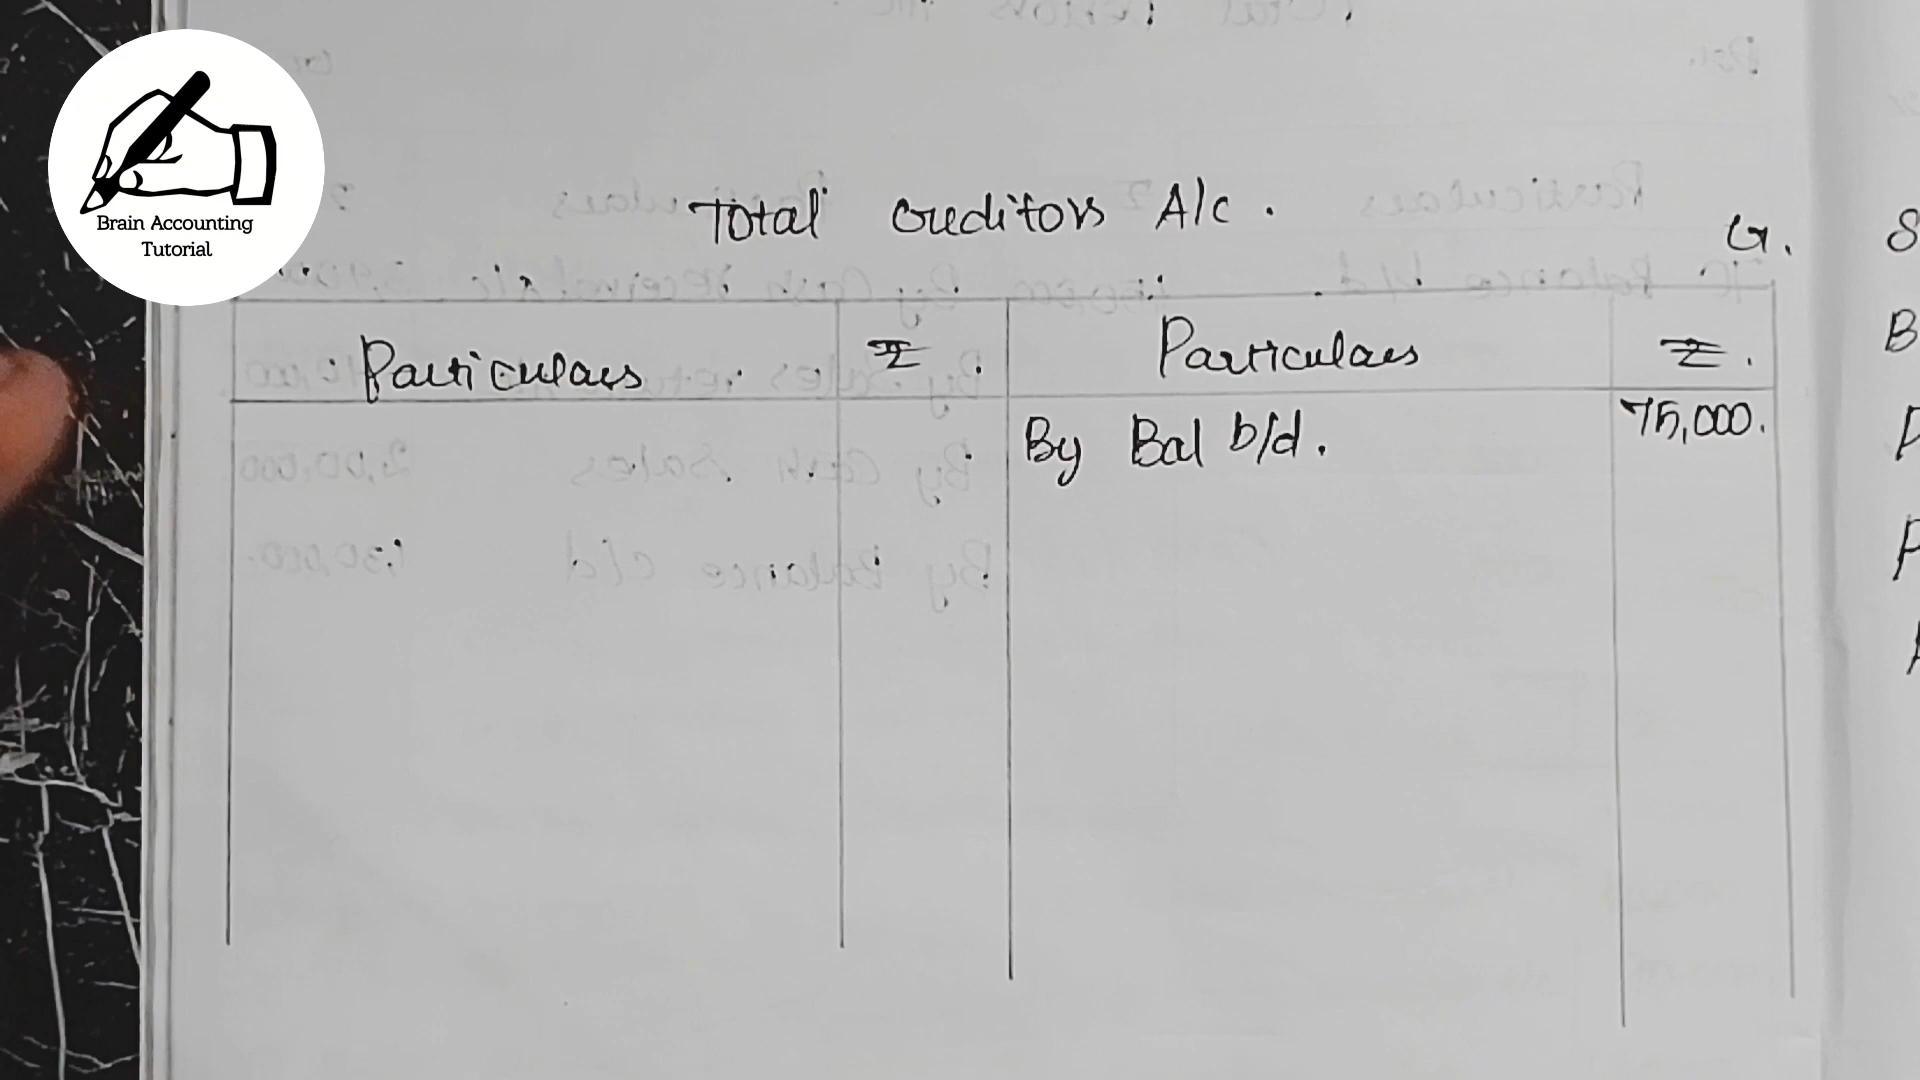 Brain Accounting
Tutorial
Total creditors A/c.
Cr.
Particulars ₹. Particulars ₹.
By Bal b/d. 75,000.